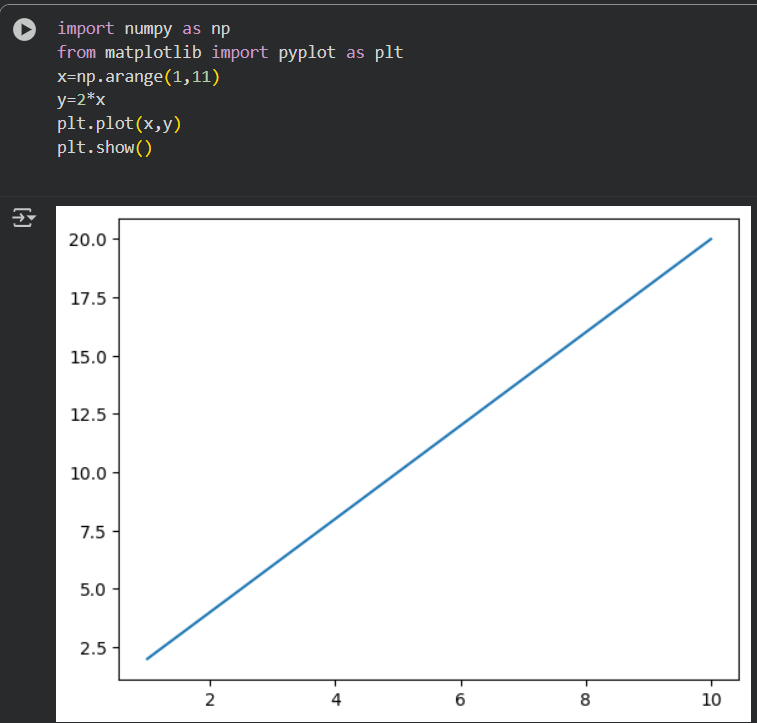 import numpy as np
from matplotlib import pyplot as plt
x=np.arange(1,11)
y=2*x
plt.plot(x,y)
plt.show()
20.0
17.5
15.0
12.5
10.0
7.5
5.0
2.5
2 4 6 8 10